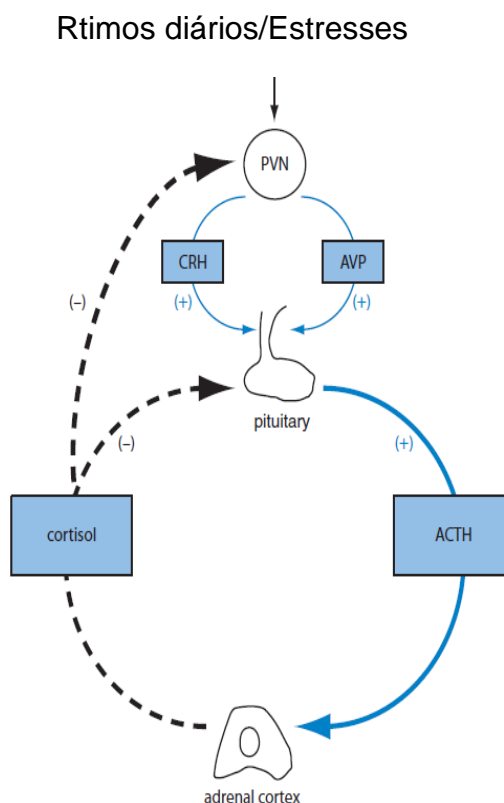 Rtimos diários/Estresses
PVN
CRH
AVP
(+)
(+)
(–)
pituitary
(–)
(+)
cortisol
ACTH
adrenal cortex